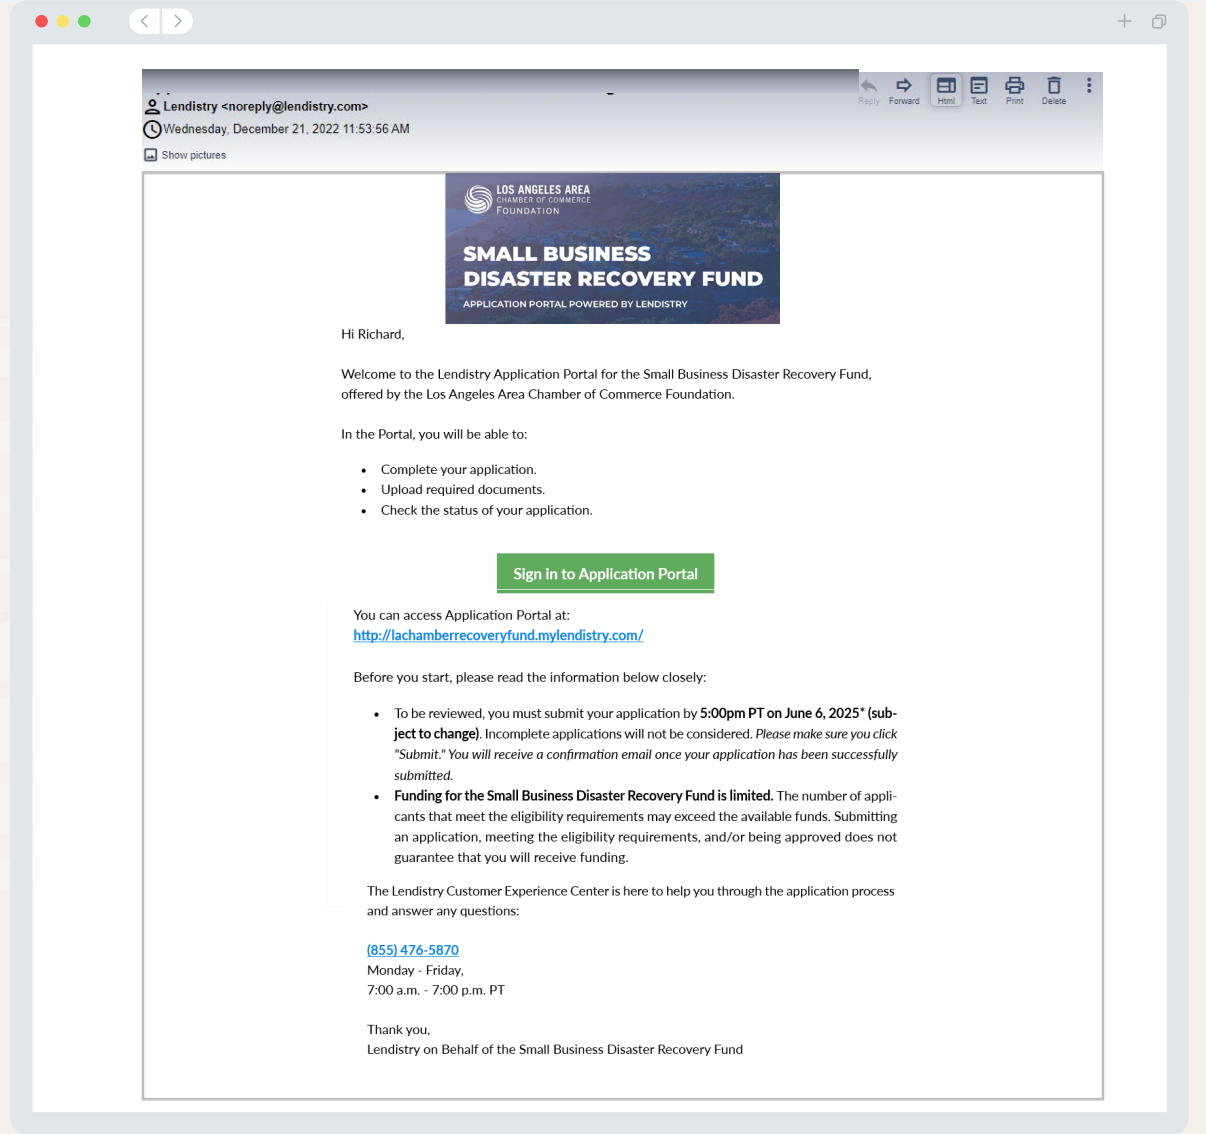 Reply
Forward
Html
Text
Print
Delete
Lendistry <noreply@lendistry.com>
Wednesday, December 21, 2022 11:53:56 AM
Show pictures
LOS ANGELES AREA
CHAMBER OF COMMERCE
FOUNDATION
SMALL BUSINESS
DISASTER RECOVERY FUND
APPLICATION PORTAL POWERED BY LENDISTRY
Hi Richard,
Welcome to the Lendistry Application Portal for the Small Business Disaster Recovery Fund,
offered by the Los Angeles Area Chamber of Commerce Foundation.
In the Portal, you will be able to:
• Complete your application.
• Upload required documents.
• Check the status of your application.
Sign in to Application Portal
You can access Application Portal at:
http://lachamberrecoveryfund.mylendistry.com/
Before you start, please read the information below closely:
• To be reviewed, you must submit your application by 5:00pm PT on June 6, 2025* (sub-
ject to change). Incomplete applications will not be considered. Please make sure you click
"Submit." You will receive a confirmation email once your application has been successfully
submitted.
• Funding for the Small Business Disaster Recovery Fund is limited. The number of appli-
cants that meet the eligibility requirements may exceed the available funds. Submitting
an application, meeting the eligibility requirements, and/or being approved does not
guarantee that you will receive funding.
The Lendistry Customer Experience Center is here to help you through the application process
and answer any questions:
(855) 476-5870
Monday - Friday,
7:00 a.m. - 7:00 p.m. PT
Thank you,
Lendistry on Behalf of the Small Business Disaster Recovery Fund